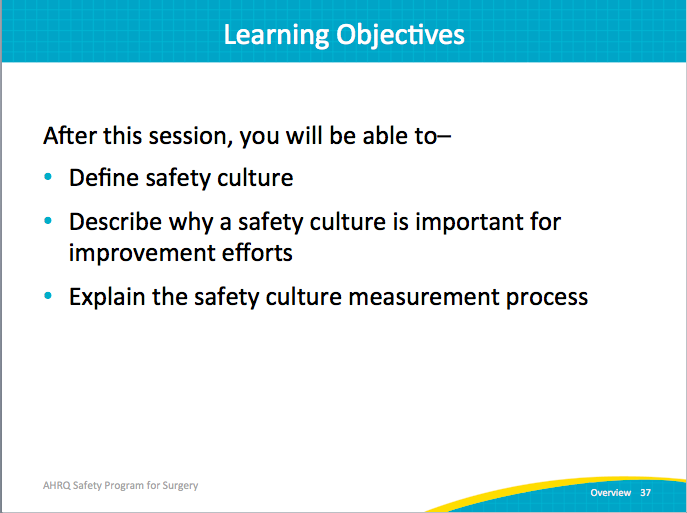 Learning Objectives
After this session, you will be able to–
• Define safety culture
• Describe why a safety culture is important for
improvement efforts
• Explain the safety culture measurement process
AHRQ Safety Program for Surgery
Overview 37